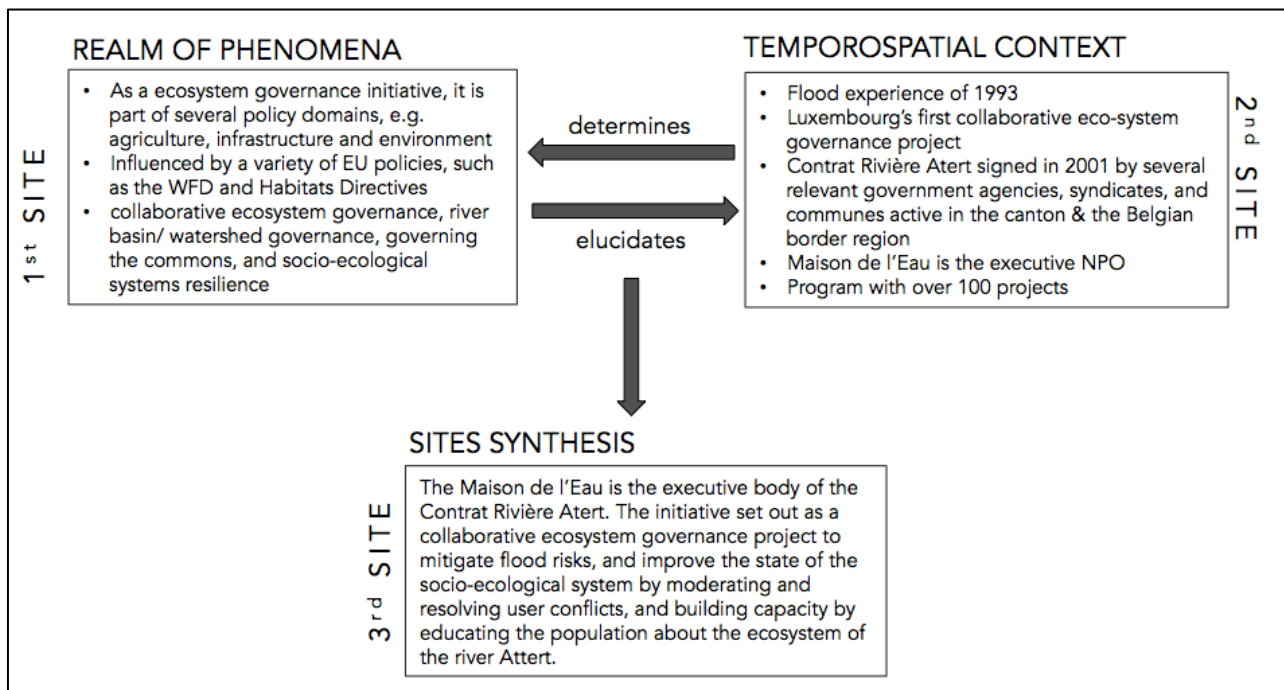 REALM OF PHENOMENA
1st SITE
• As a ecosystem governance initiative, it is
part of several policy domains, e.g.
agriculture, infrastructure and environment
• Influenced by a variety of EU policies, such
as the WFD and Habitats Directives
• collaborative ecosystem governance, river
basin/ watershed governance, governing
the commons, and socio-ecological
systems resilience
determines
elucidates
TEMPOROSPATIAL CONTEXT
2nd SITE
• Flood experience of 1993
• Luxembourg's first collaborative eco-system
governance project
• Contrat Rivière Atert signed in 2001 by several
relevant government agencies, syndicates, and
communes active in the canton & the Belgian
border region
• Maison de l'Eau is the executive NPO
• Program with over 100 projects
SITES SYNTHESIS
3rd SITE
The Maison de l'Eau is the executive body of the
Contrat Rivière Atert. The initiative set out as a
collaborative ecosystem governance project to
mitigate flood risks, and improve the state of the
socio-ecological system by moderating and
resolving user conflicts, and building capacity by
educating the population about the ecosystem of
the river Attert.